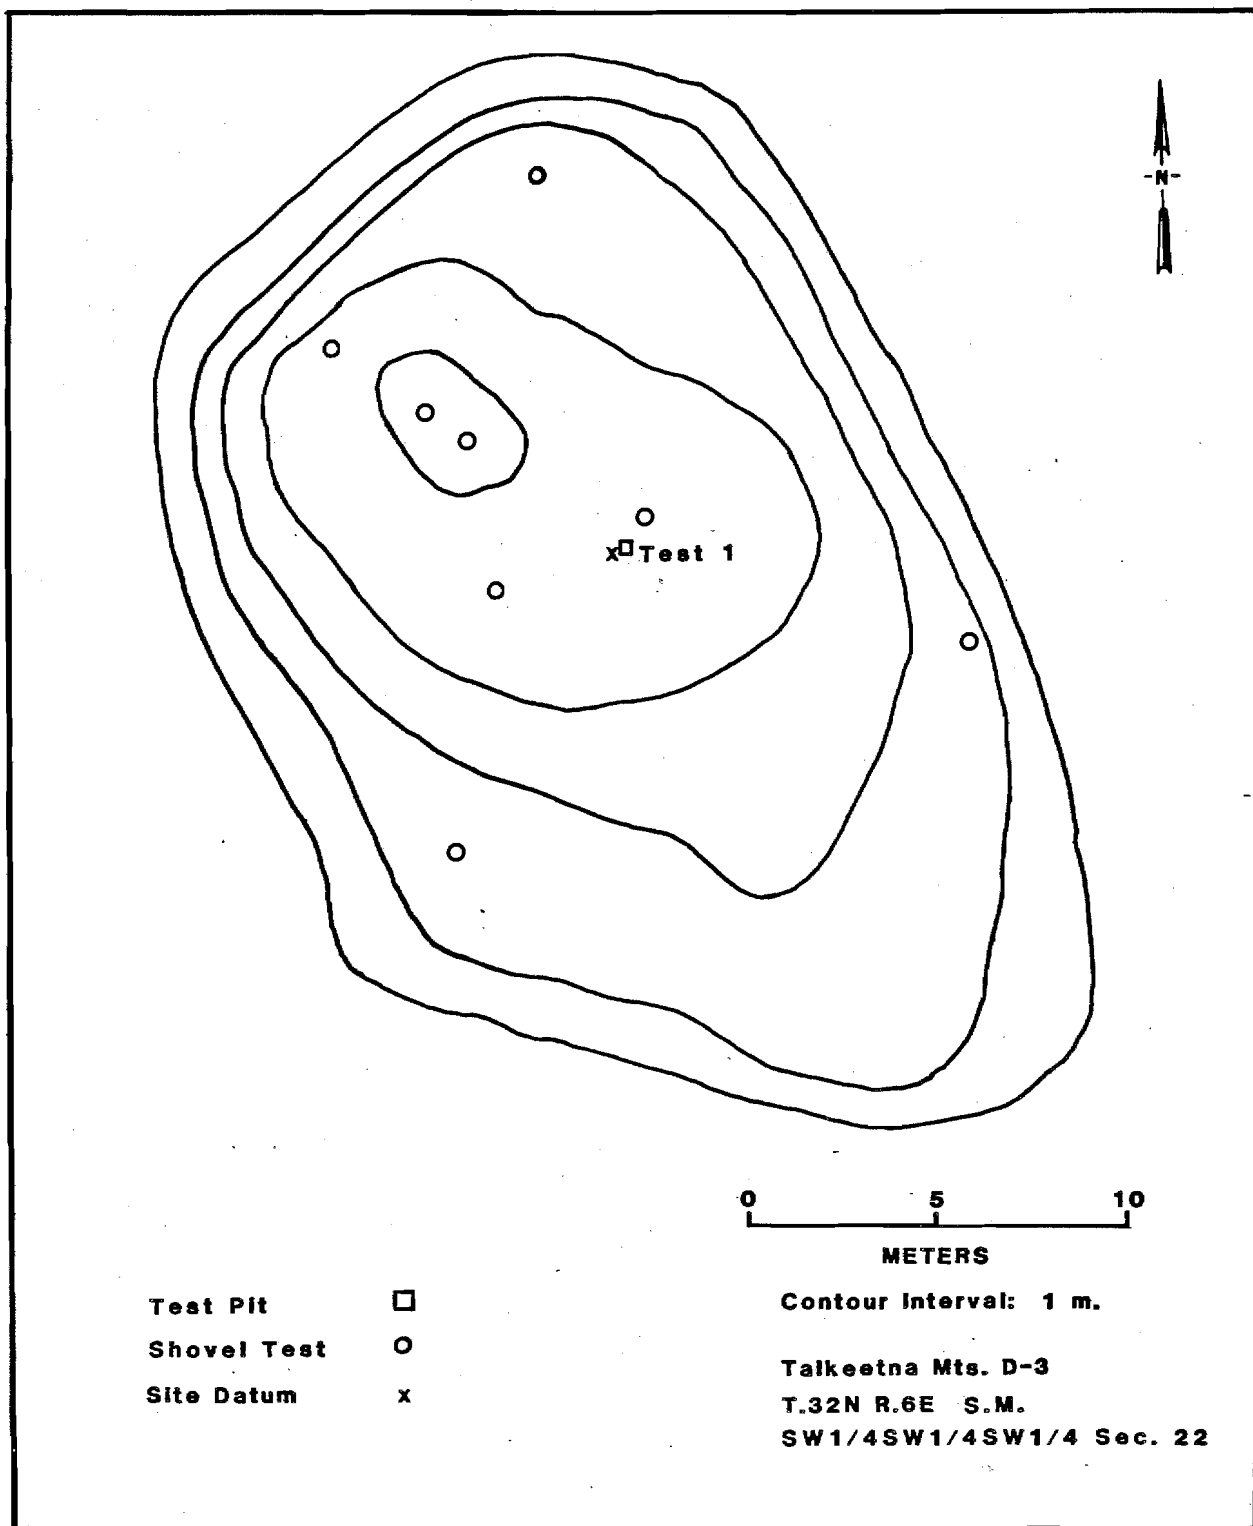 -N-
x Test 1
0 5 10
METERS
Contour Interval: 1 m.
Test Pit
Shovel Test
Site Datum x
Talkeetna Mts. D-3
T.32N R.6E S.M.
SW1/4SW1/4SW1/4 Sec. 22